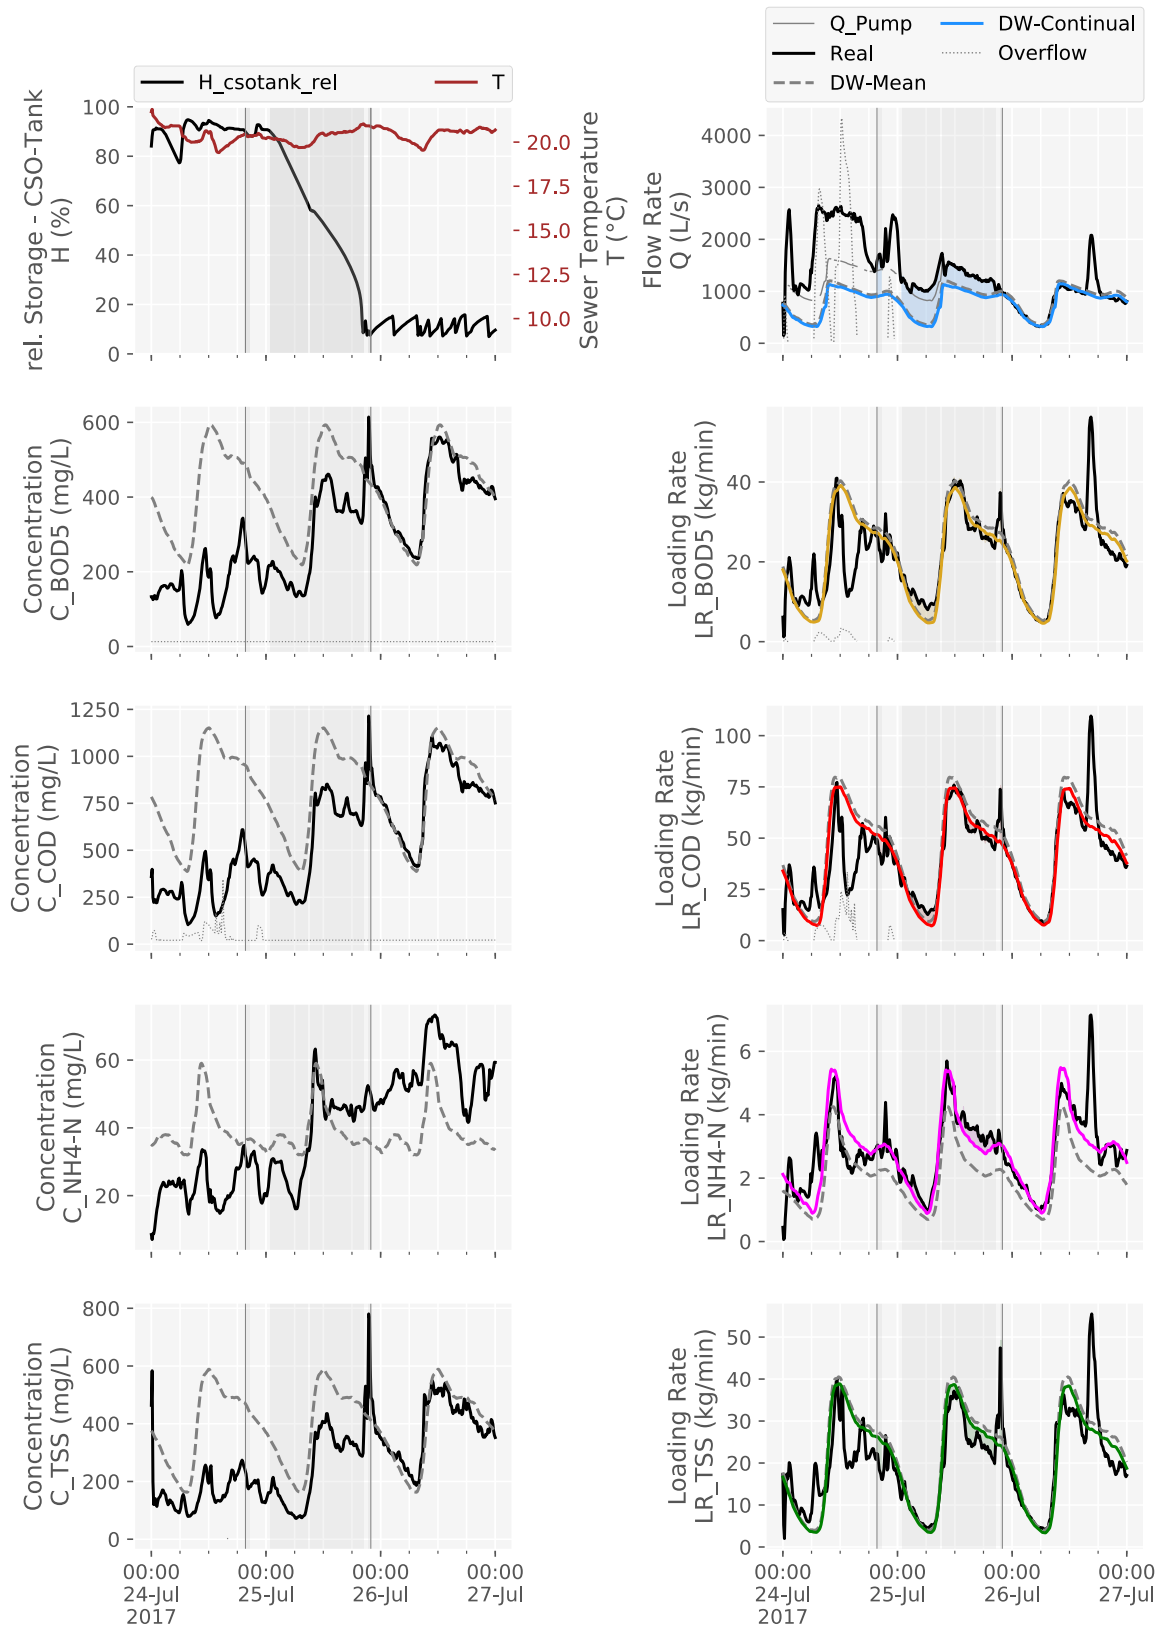 Q_Pump
DW-Continual
Real
Overflow
DW-Mean
H_csotank_rel
T
rel. Storage - CSO-Tank
H (%)
100
80
60
40
20
0
20.0
17.5
15.0
12.5
10.0
Sewer Temperature
T (°C)
Flow Rate
Q (L/s)
4000
3000
2000
1000
0
Concentration
C_BOD5 (mg/L)
600
400
200
0
Loading Rate
LR_BOD5 (kg/min)
40
20
0
Concentration
C_COD (mg/L)
1250
1000
750
500
250
0
Loading Rate
LR_COD (kg/min)
100
75
50
25
0
Concentration
C_NH4-N (mg/L)
60
40
20
Loading Rate
LR_NH4-N (kg/min)
6
4
2
0
Concentration
C_TSS (mg/L)
800
600
400
200
0
Loading Rate
LR_TSS (kg/min)
50
40
30
20
10
0
00:00 00:00 00:00 00:00
24-Jul 25-Jul 26-Jul 27-Jul
2017
00:00 00:00 00:00 00:00
24-Jul 25-Jul 26-Jul 27-Jul
2017